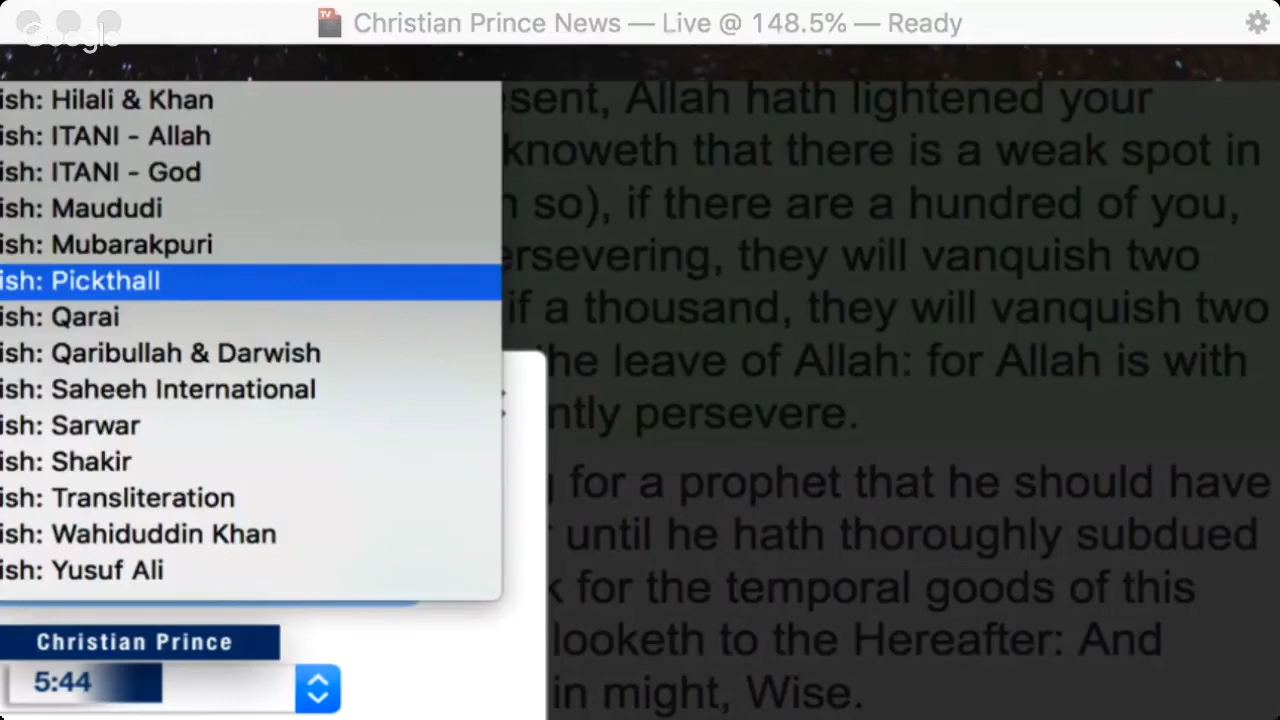 Google
Christian Prince News — Live @ 148.5% — Ready
ish: Hilali & Khan
ish: ITANI - Allah
ish: ITANI - God
ish: Maududi
ish: Mubarakpuri
ish: Pickthall
ish: Qarai
ish: Qaribullah & Darwish
ish: Saheeh International
ish: Sarwar
ish: Shakir
ish: Transliteration
ish: Wahiduddin Khan
ish: Yusuf Ali
esent, Allah hath lightened your
knoweth that there is a weak spot in
so), if there are a hundred of you,
ersevering, they will vanquish two
if a thousand, they will vanquish two
the leave of Allah: for Allah is with
ntly persevere.
for a prophet that he should have
until he hath thoroughly subdued
k for the temporal goods of this
looketh to the Hereafter: And
in might, Wise.
Christian Prince
5:44